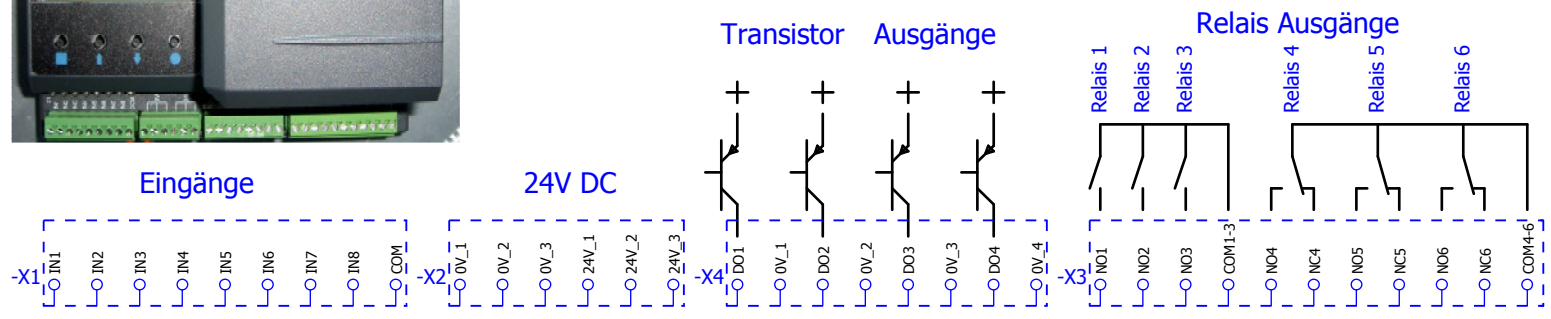 Transistor Ausgänge
Relais Ausgänge
Relais 1
Relais 2
Relais 3
Relais 4
Relais 5
Relais 6
Eingänge
24V DC
-X1
IN1
IN2
IN3
IN4
IN5
IN6
IN7
IN8
COM
-X2
0V_1
0V_2
0V_3
24V_1
24V_2
24V_3
-X4
DO1
0V_1
DO2
0V_2
DO3
0V_3
DO4
0V_4
-X3
NO1
NO2
NO3
COM1-3
NO4
NC4
NO5
NC5
NO6
NC6
COM4-6